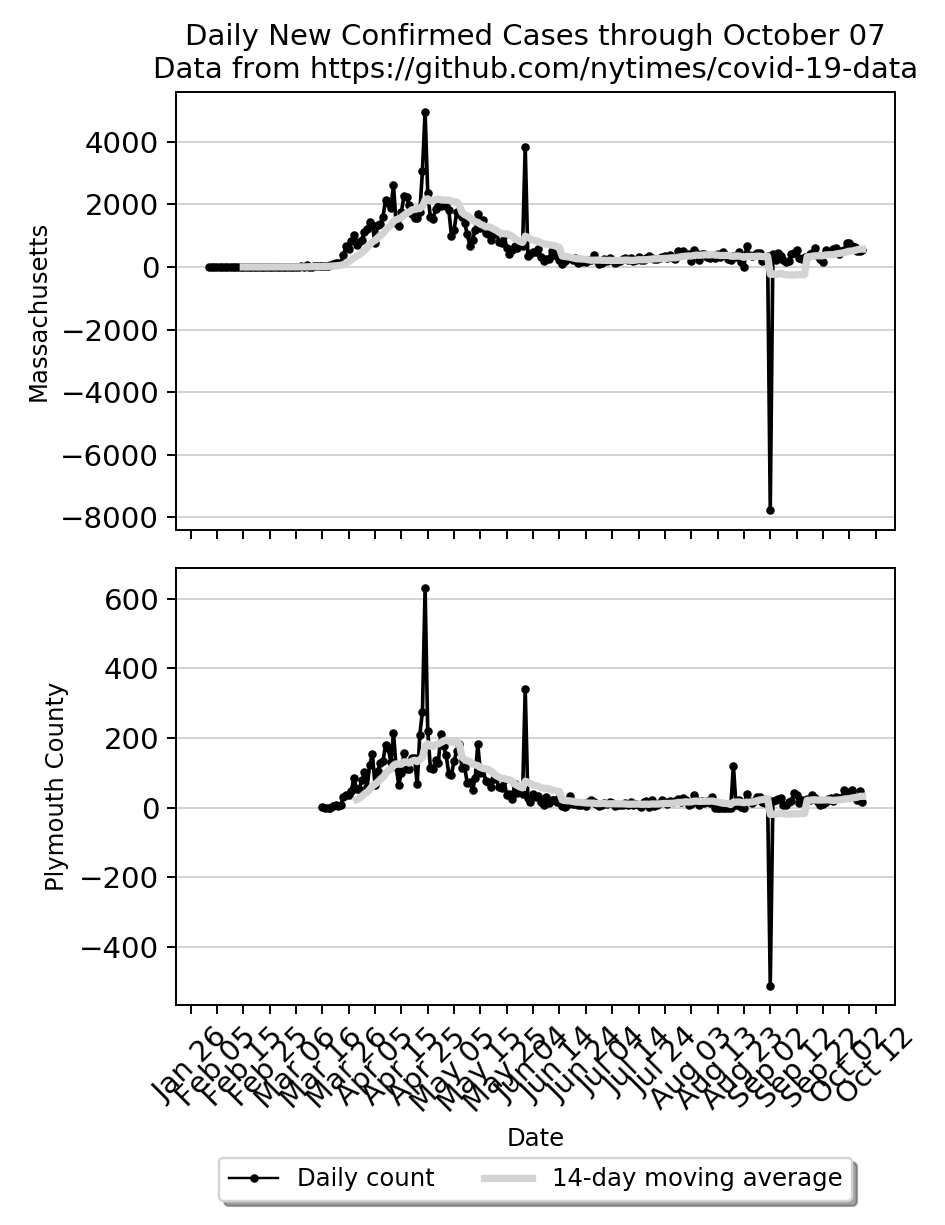 Daily New Confirmed Cases through October 07
Data from https://github.com/nytimes/covid-19-data
Massachusetts
4000
2000
0
−2000
−4000
−6000
−8000
Plymouth County
600
400
200
0
−200
−400
Jan 26
Feb 05
Feb 15
Feb 25
Mar 06
Mar 16
Mar 26
Apr 05
Apr 15
Apr 25
May 05
May 15
May 25
Jun 04
Jun 14
Jun 24
Jul 04
Jul 14
Jul 24
Aug 03
Aug 13
Aug 23
Sep 02
Sep 12
Sep 22
Oct 02
Oct 12
Date
Daily count
14-day moving average